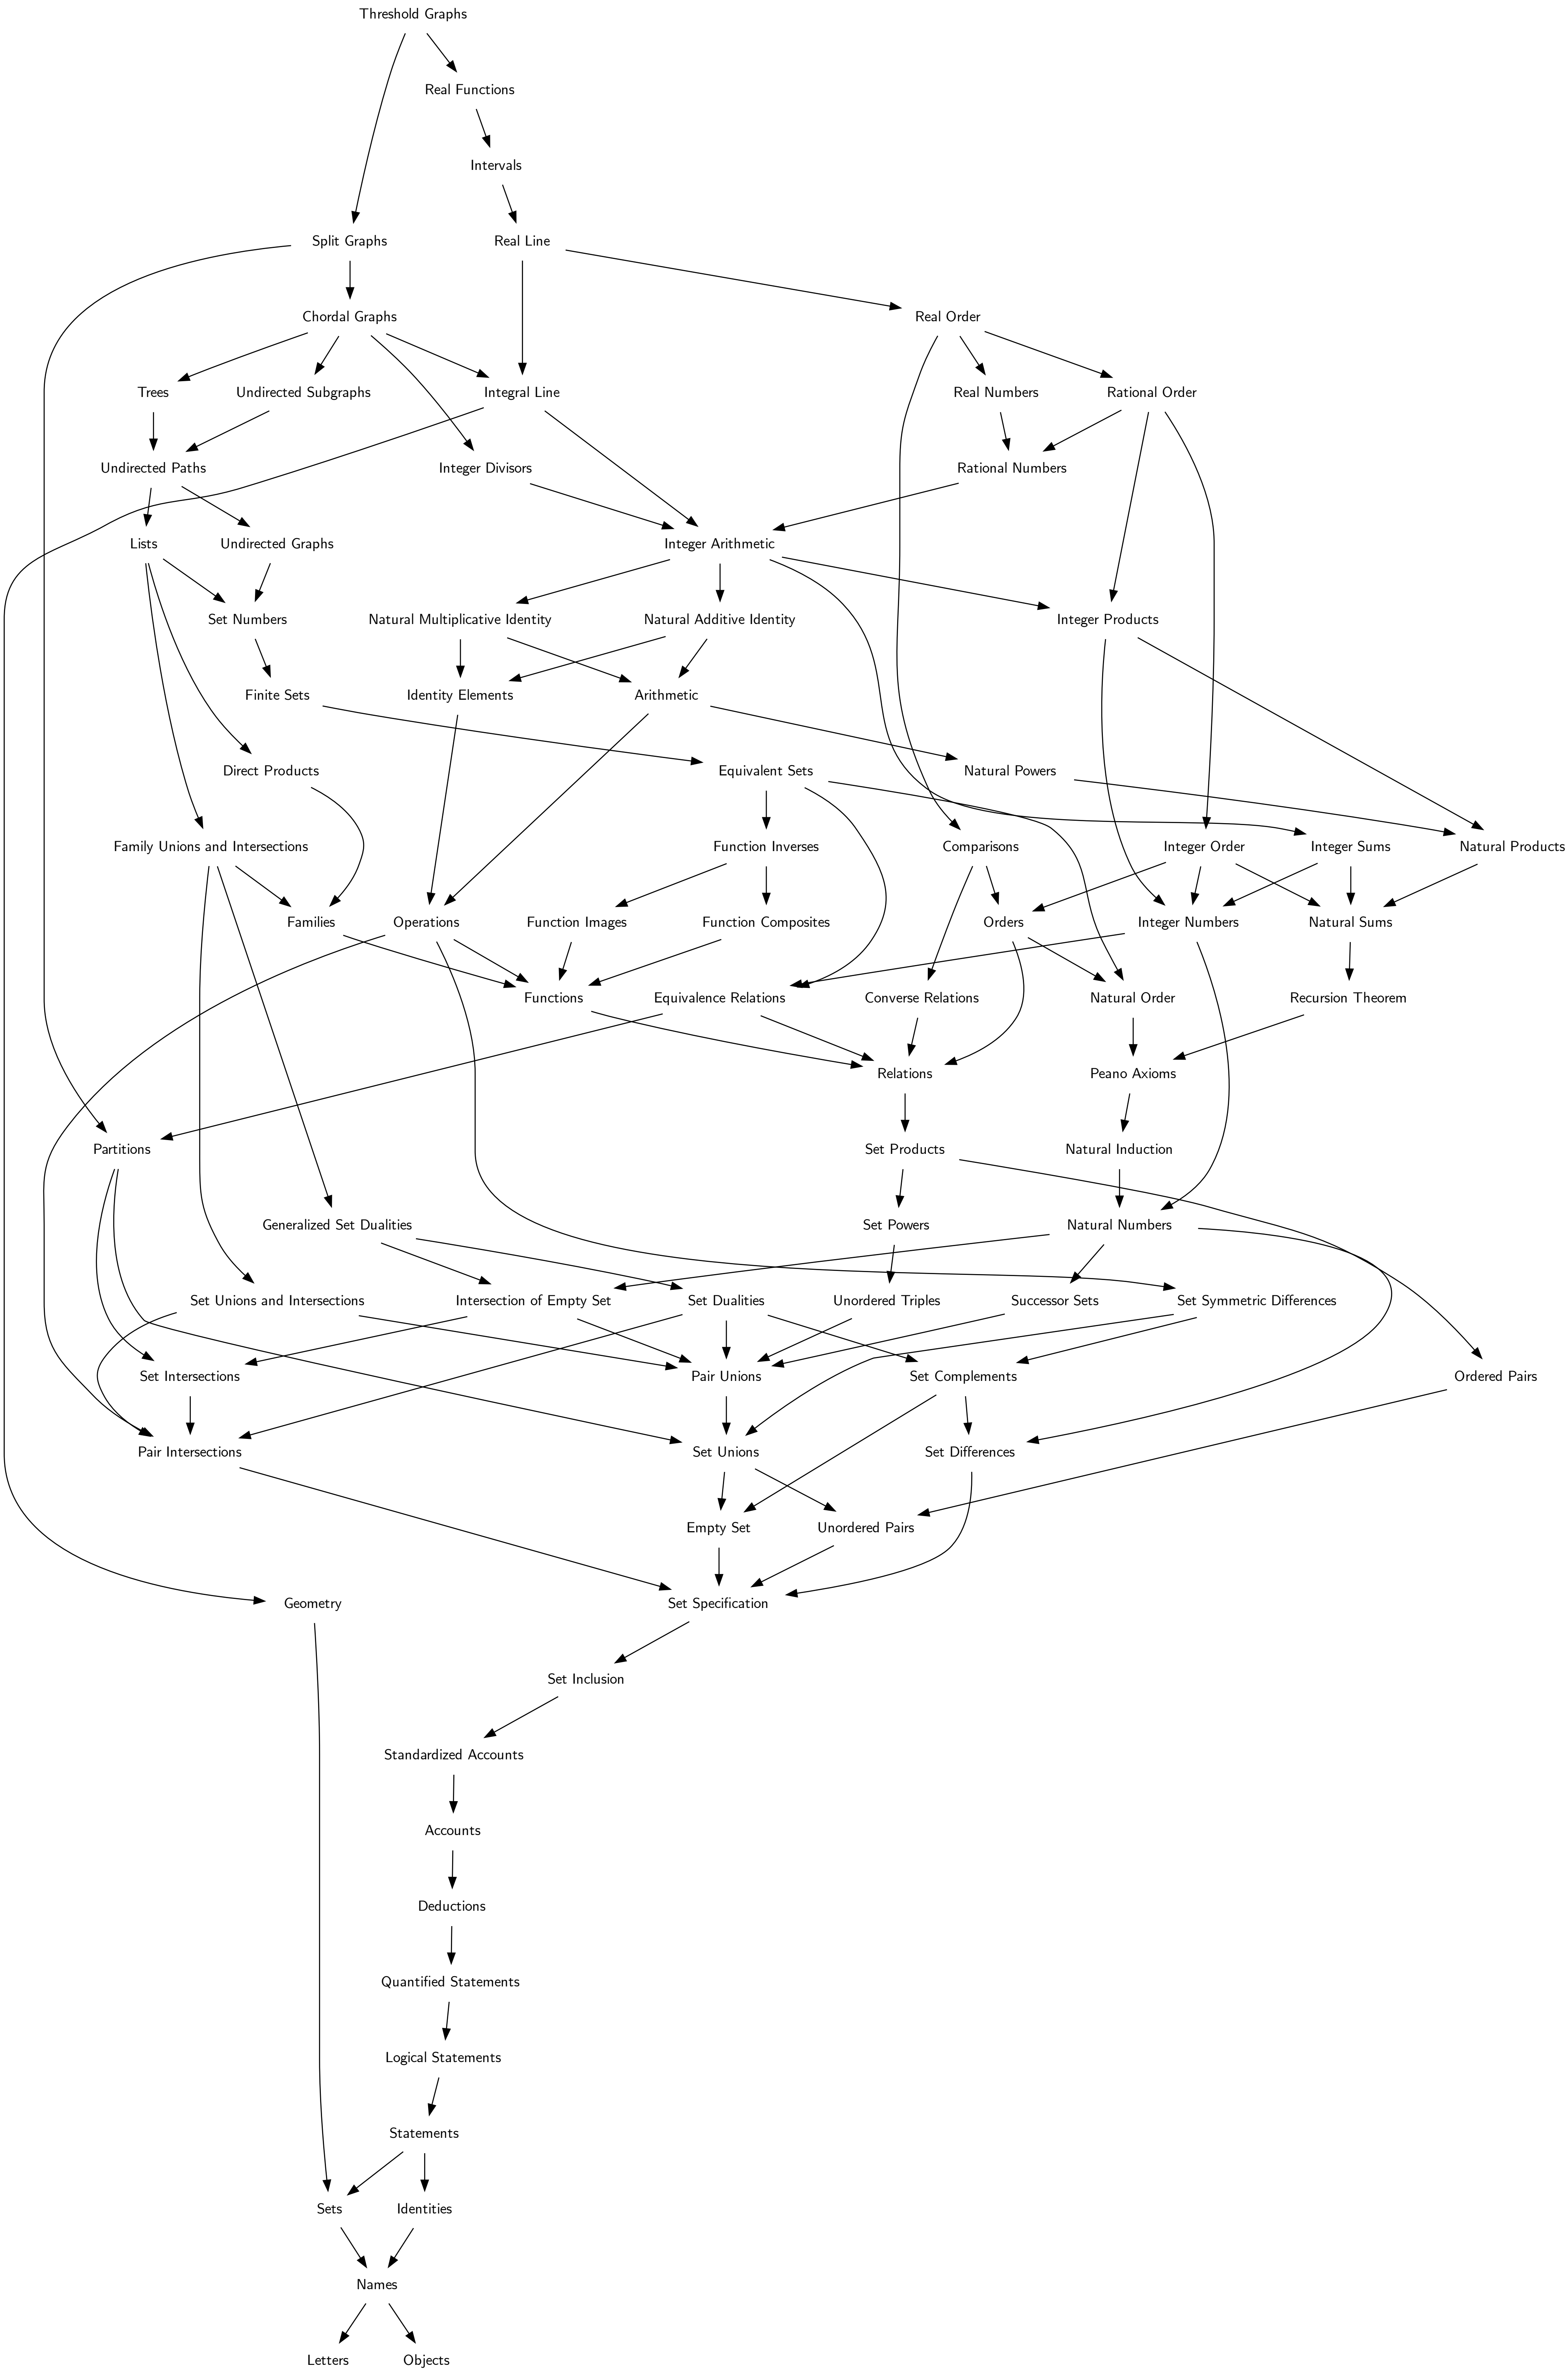 Threshold Graphs
Real Functions
Intervals
Split Graphs
Real Line
Chordal Graphs
Real Order
Trees
Undirected Subgraphs
Integral Line
Real Numbers
Rational Order
Undirected Paths
Integer Divisors
Rational Numbers
Lists
Undirected Graphs
Integer Arithmetic
Set Numbers
Natural Multiplicative Identity
Natural Additive Identity
Integer Products
Finite Sets
Identity Elements
Arithmetic
Direct Products
Equivalent Sets
Natural Powers
Family Unions and Intersections
Function Inverses
Comparisons
Integer Order
Integer Sums
Natural Products
Families
Operations
Function Images
Function Composites
Orders
Integer Numbers
Natural Sums
Functions
Equivalence Relations
Converse Relations
Natural Order
Recursion Theorem
Relations
Peano Axioms
Partitions
Set Products
Natural Induction
Generalized Set Dualities
Set Powers
Natural Numbers
Set Unions and Intersections
Intersection of Empty Set
Set Dualities
Unordered Triples
Successor Sets
Set Symmetric Differences
Set Intersections
Pair Unions
Set Complements
Ordered Pairs
Pair Intersections
Set Unions
Set Differences
Empty Set
Unordered Pairs
Geometry
Set Specification
Set Inclusion
Standardized Accounts
Accounts
Deductions
Quantified Statements
Logical Statements
Statements
Sets
Identities
Names
Letters
Objects